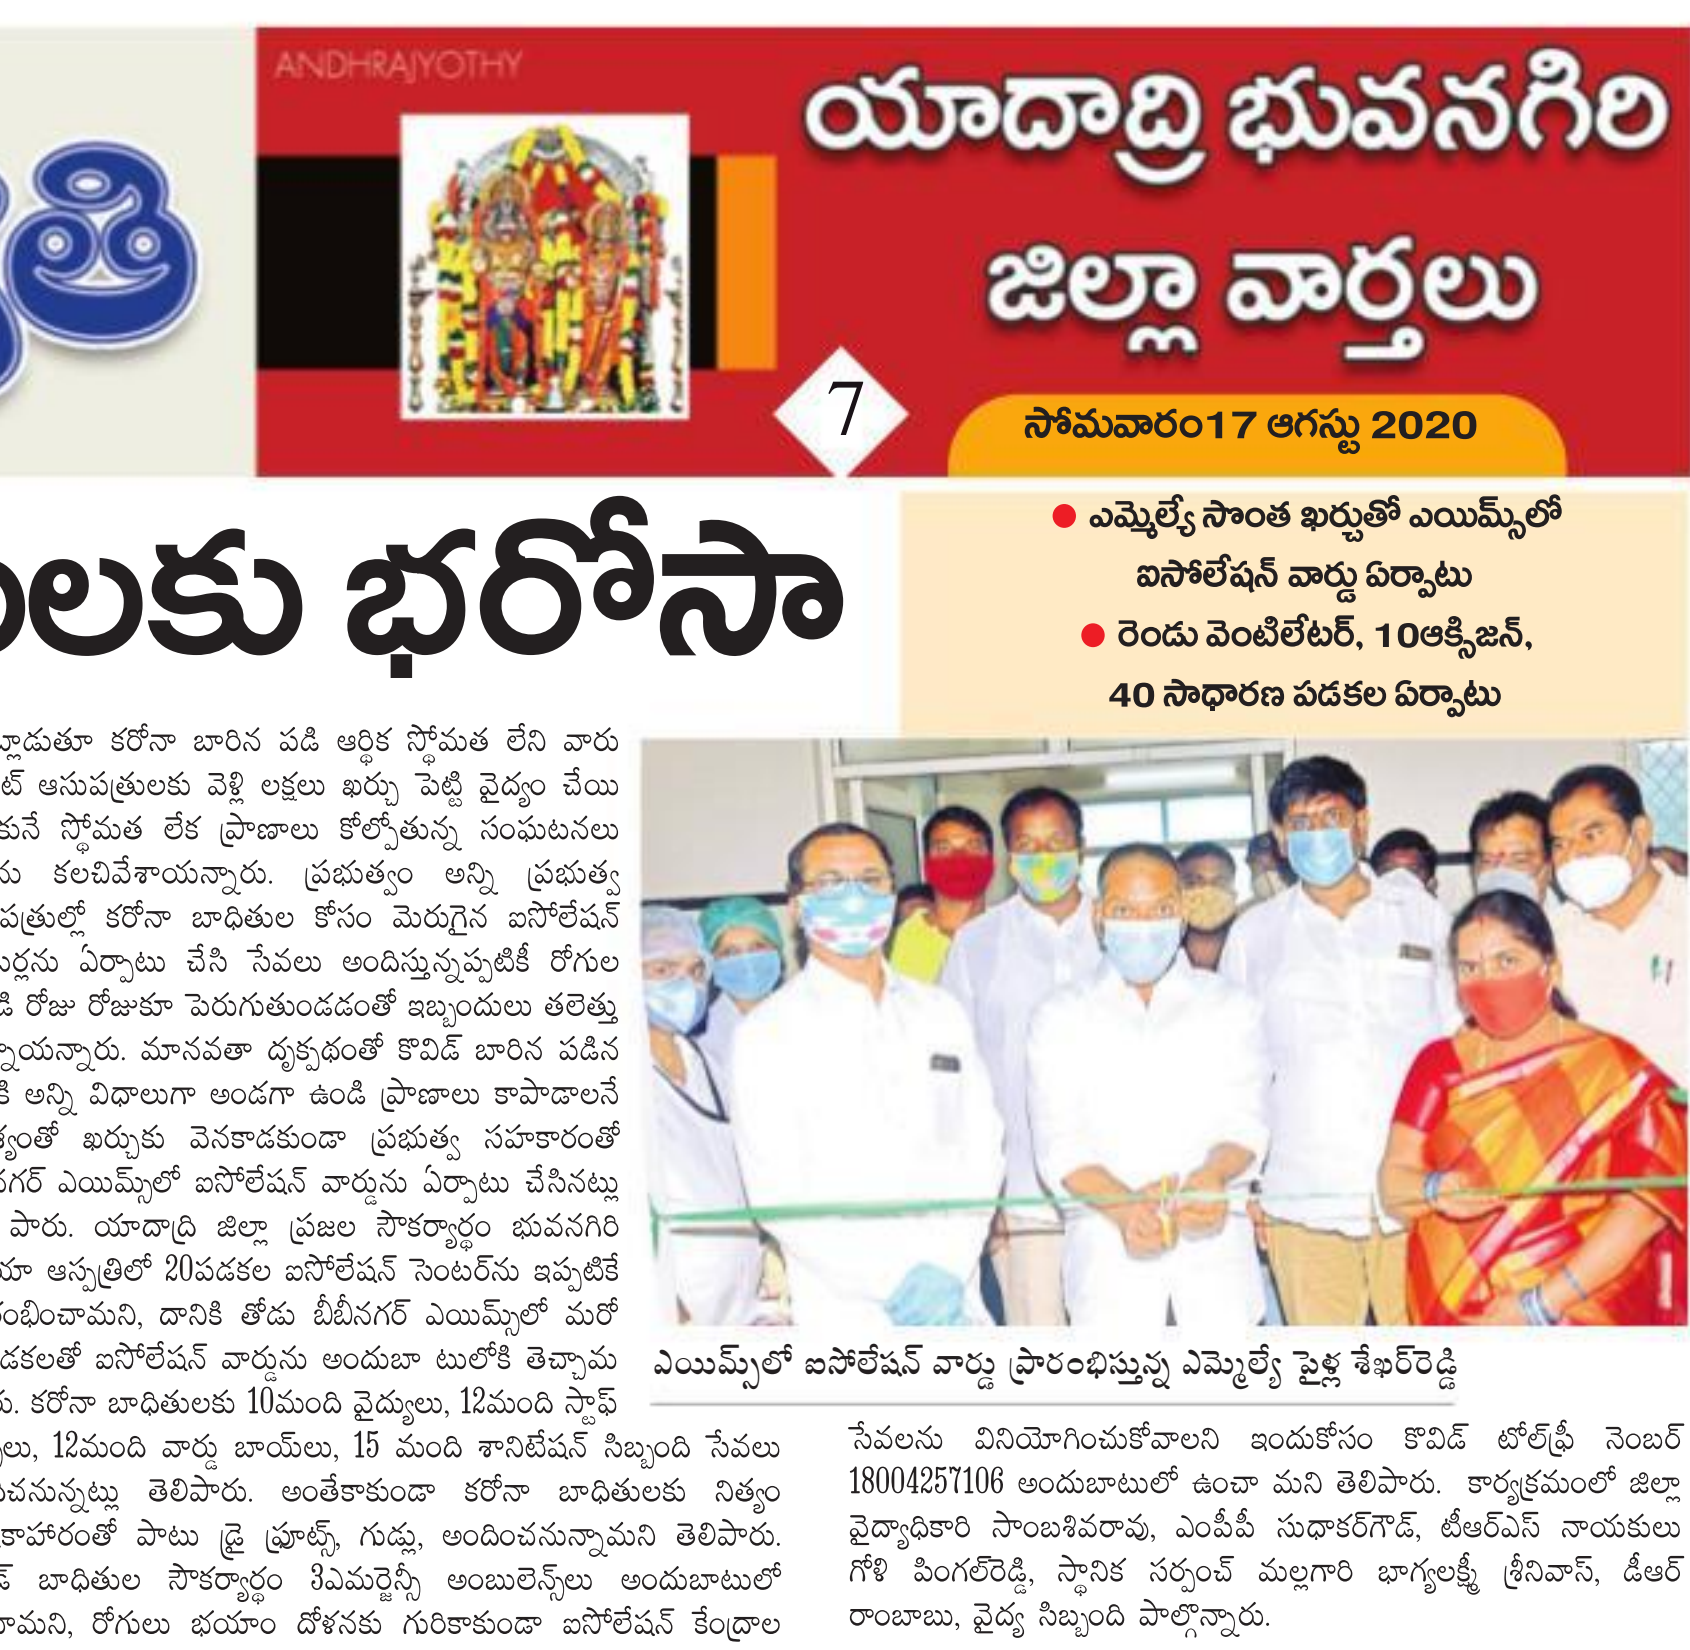 ANDHRAJYOTHY
యాదాద్రి భువనగిరి
జిల్లా వార్తలు
7
సోమవారం17 ఆగస్టు 2020
లకు భరోసా
● ఎమ్మెల్యే సొంత ఖర్చుతో ఎయిమ్స్‌లో
ఐసోలేషన్ వార్డు ఏర్పాటు
● రెండు వెంటిలేటర్, 10ఆక్సిజన్,
40 సాధారణ పడకల ఏర్పాటు
ట్లాడుతూ కరోనా బారిన పడి ఆర్థిక స్థోమత లేని వారు
ట్ ఆసుపత్రులకు వెళ్లి లక్షలు ఖర్చు పెట్టి వైద్యం చేయి
కునే స్థోమత లేక ప్రాణాలు కోల్పోతున్న సంఘటనలు
ను కలచివేశాయన్నారు. ప్రభుత్వం అన్ని ప్రభుత్వ
పత్రుల్లో కరోనా బాధితుల కోసం మెరుగైన ఐసోలేషన్
ఏర్పాటు చేసి సేవలు అందిస్తున్నప్పటికీ రోగుల
డి రోజు రోజుకూ పెరుగుతుండడంతో ఇబ్బందులు తలెత్తు
న్నాయన్నారు. మానవతా దృక్పథంతో కొవిడ్ బారిన పడిన
కి అన్ని విధాలుగా అండగా ఉండి ప్రాణాలు కాపాడాలనే
శ్యంతో ఖర్చుకు వెనకాడకుండా ప్రభుత్వ సహకారంతో
నగర్ ఎయిమ్స్‌లో ఐసోలేషన్ వార్డును ఏర్పాటు చేసినట్లు
పారు. యాదాద్రి జిల్లా ప్రజల సౌకర్యార్థం భువనగిరి
యా ఆస్పత్రిలో 20పడకల ఐసోలేషన్ సెంటర్‌ను ఇప్పటికే
రంభించామని, దానికి తోడు బీబీనగర్ ఎయిమ్స్‌లో మరో
డకలతో ఐసోలేషన్ వార్డును అందుబా టులోకి తెచ్చామ
రు. కరోనా బాధితులకు 10మంది వైద్యులు, 12మంది స్టాఫ్
లు, 12మంది వార్డు బాయ్‌లు, 15 మంది శానిటేషన్ సిబ్బంది సేవలు
చనున్నట్లు తెలిపారు. అంతేకాకుండా కరోనా బాధితులకు నిత్యం
కాహారంతో పాటు డ్రై ఫ్రూట్స్, గుడ్లు, అందించనున్నామని తెలిపారు.
డ్ బాధితుల సౌకర్యార్థం 3ఎమర్జెన్సీ అంబులెన్స్‌లు అందుబాటులో
మని, రోగులు భయాం దోళనకు గురికాకుండా ఐసోలేషన్ కేంద్రాల
ఎయిమ్స్‌లో ఐసోలేషన్ వార్డు ప్రారంభిస్తున్న ఎమ్మెల్యే పైళ్ల శేఖర్‌రెడ్డి
సేవలను వినియోగించుకోవాలని ఇందుకోసం కొవిడ్ టోల్‌ఫ్రీ నెంబర్
18004257106 అందుబాటులో ఉంచా మని తెలిపారు. కార్యక్రమంలో జిల్లా
వైద్యాధికారి సాంబశివరావు, ఎంపీపీ సుధాకర్‌గౌడ్, టీఆర్ఎస్ నాయకులు
గోళి పింగల్‌రెడ్డి, స్థానిక సర్పంచ్ మల్లగారి భాగ్యలక్ష్మీ శ్రీనివాస్, డీఆర్
రాంబాబు, వైద్య సిబ్బంది పాల్గొన్నారు.